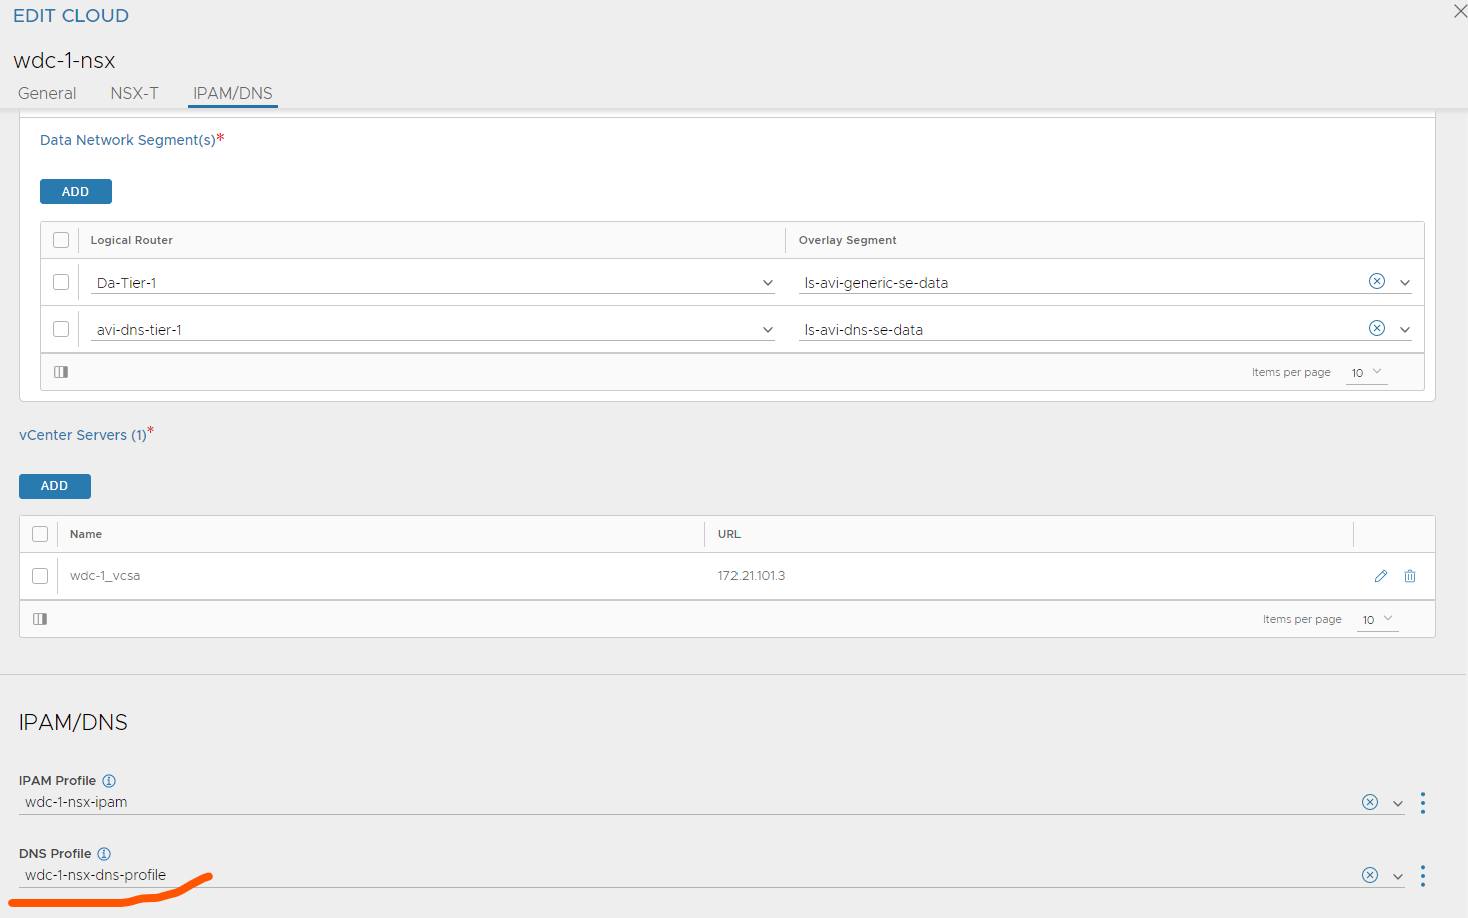 EDIT CLOUD
wdc-1-nsx
General NSX-T IPAM/DNS
Data Network Segment(s)*
ADD
Logical Router Overlay Segment
Da-Tier-1 ls-avi-generic-se-data
avi-dns-tier-1 ls-avi-dns-se-data
Items per page 10
vCenter Servers (1)*
ADD
Name URL
wdc-1_vcsa 172.21.101.3
Items per page 10
IPAM/DNS
IPAM Profile
wdc-1-nsx-ipam
DNS Profile
wdc-1-nsx-dns-profile